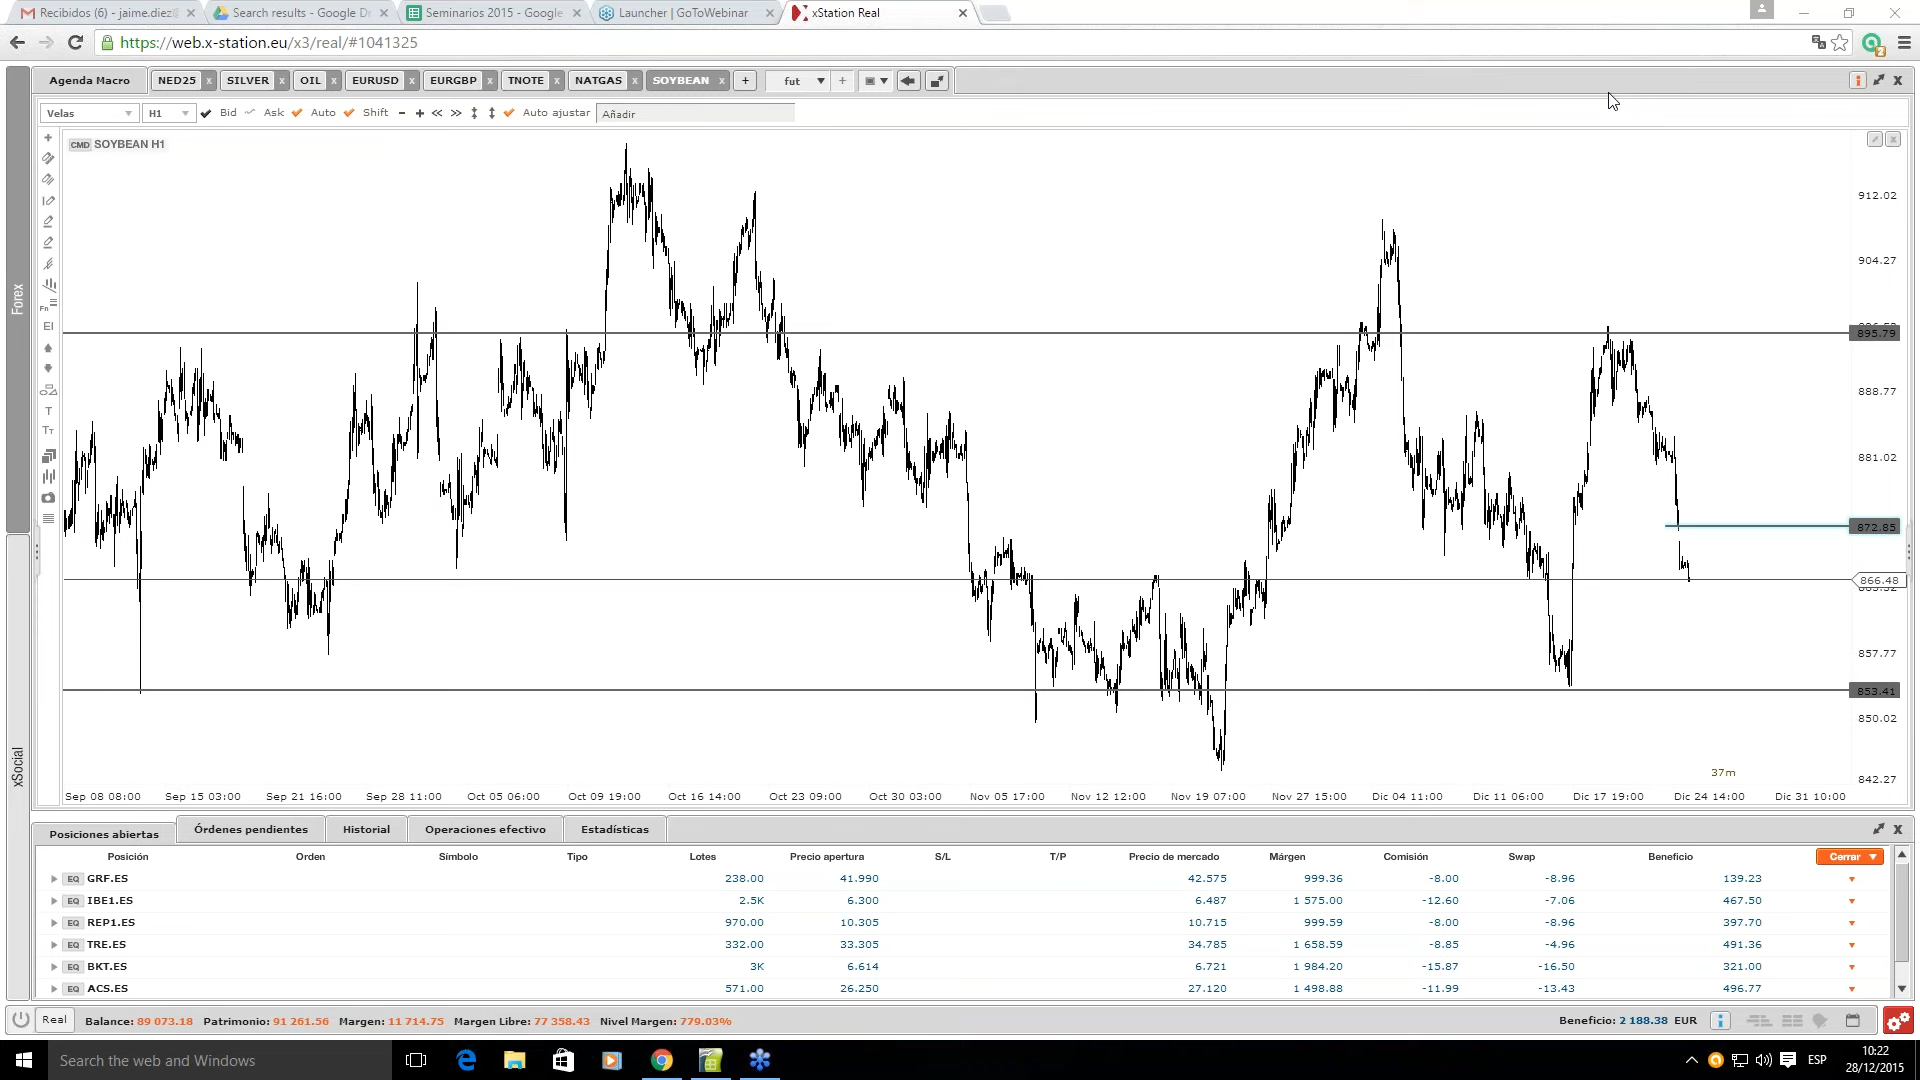 Recibidos (6) - jaime.diez@
Search results - Google Dr
Seminarios 2015 - Google
Launcher | GoToWebinar
xStation Real
https://web.x-station.eu/x3/real/#1041325
Agenda Macro NED25 x SILVER x OIL x EURUSD x EURGBP x TNOTE x NATGAS x SOYBEAN x + fut
Velas H1 Bid Ask Auto Shift Auto ajustar Añadir
CMD SOYBEAN H1
Forex
xSocial
Fn
EI
T
TT
912.02
904.27
895.79
888.77
881.02
872.85
866.48
857.77
853.41
850.02
842.27
37m
Sep 08 08:00 Sep 15 03:00 Sep 21 16:00 Sep 28 11:00 Oct 05 06:00 Oct 09 19:00 Oct 16 14:00 Oct 23 09:00 Oct 30 03:00 Nov 05 17:00 Nov 12 12:00 Nov 19 07:00 Nov 27 15:00 Dic 04 11:00 Dic 11 06:00 Dic 17 19:00 Dic 24 14:00 Dic 31 10:00
Posiciones abiertas Órdenes pendientes Historial Operaciones efectivo Estadísticas
Posición Orden Símbolo Tipo Lotes Precio apertura S/L T/P Precio de mercado Márgen Comisión Swap Beneficio Cerrar
EQ GRF.ES 238.00 41.990 42.575 999.36 -8.00 -8.96 139.23
EQ IBE1.ES 2.5K 6.300 6.487 1 575.00 -12.60 -7.06 467.50
EQ REP1.ES 970.00 10.305 10.715 999.59 -8.00 -8.96 397.70
EQ TRE.ES 332.00 33.305 34.785 1 658.59 -8.85 -4.96 491.36
EQ BKT.ES 3K 6.614 6.721 1 984.20 -15.87 -16.50 321.00
EQ ACS.ES 571.00 26.250 27.120 1 498.88 -11.99 -13.43 496.77
Real Balance: 89 073.18 Patrimonio: 91 261.56 Margen: 11 714.75 Margen Libre: 77 358.43 Nivel Margen: 779.03% Beneficio: 2 188.38 EUR
Search the web and Windows
ESP
10:22
28/12/2015